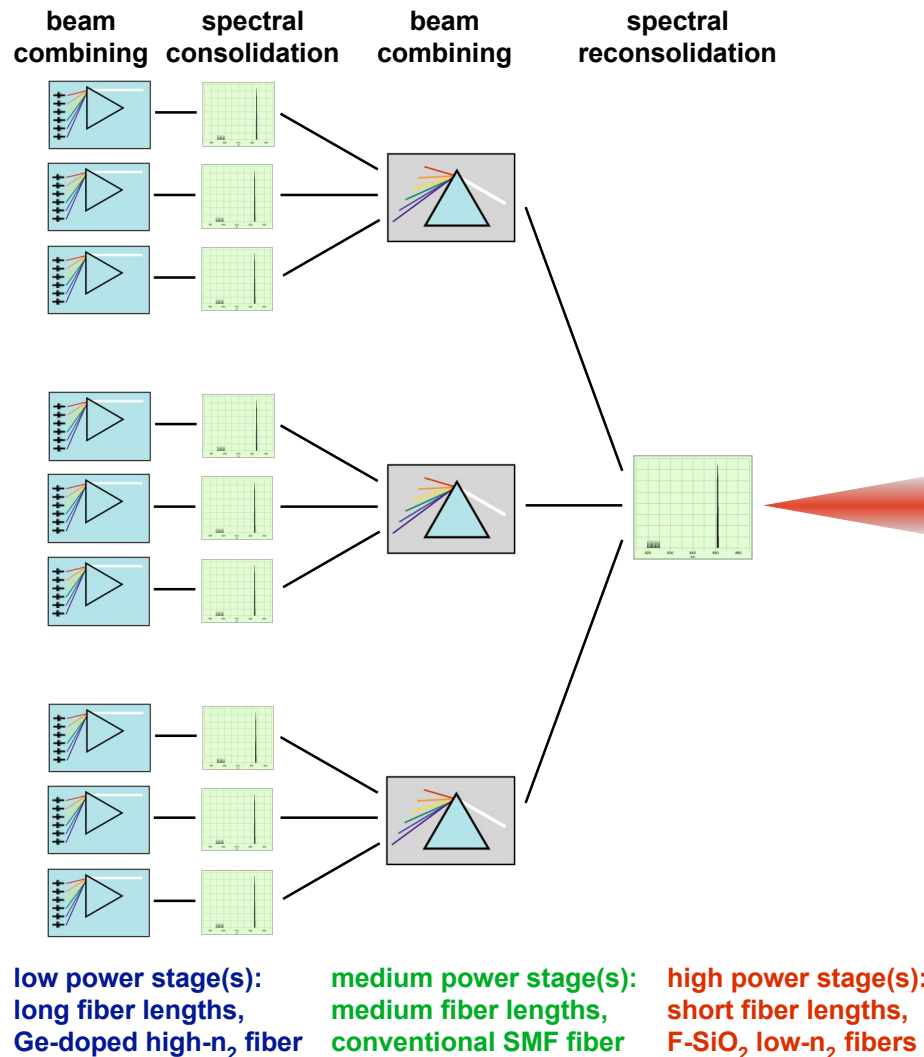 beam
combining
spectral
consolidation
beam
combining
spectral
reconsolidation
low power stage(s):
long fiber lengths,
Ge-doped high-n₂ fiber
medium power stage(s):
medium fiber lengths,
conventional SMF fiber
high power stage(s):
short fiber lengths,
F-SiO₂ low-n₂ fibers